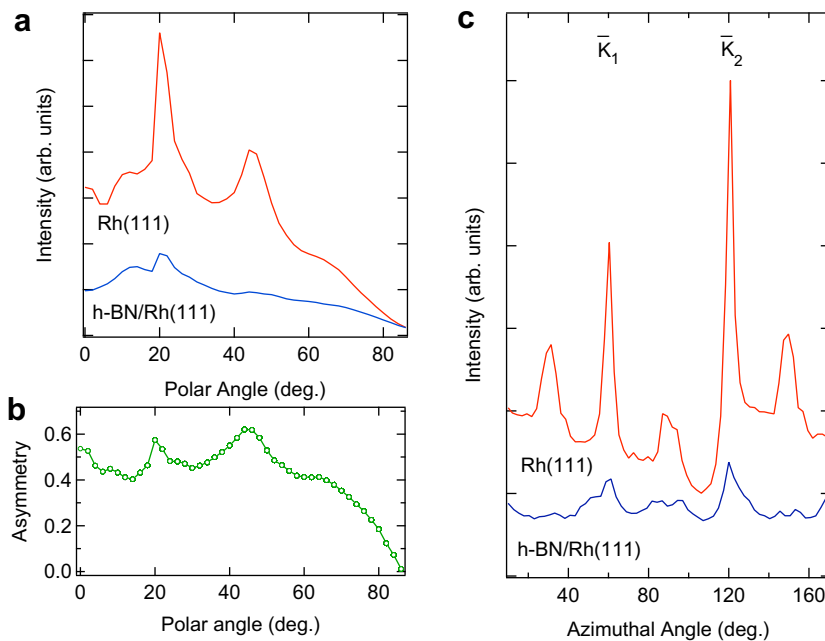 a
Intensity (arb. units)
Rh(111)
h-BN/Rh(111)
0
20
40
60
80
Polar Angle (deg.)
b
Asymmetry
0.6
0.4
0.2
0.0
0
20
40
60
80
Polar angle (deg.)
c
K̅1
K̅2
Intensity (arb. units)
Rh(111)
h-BN/Rh(111)
40
80
120
160
Azimuthal Angle (deg.)